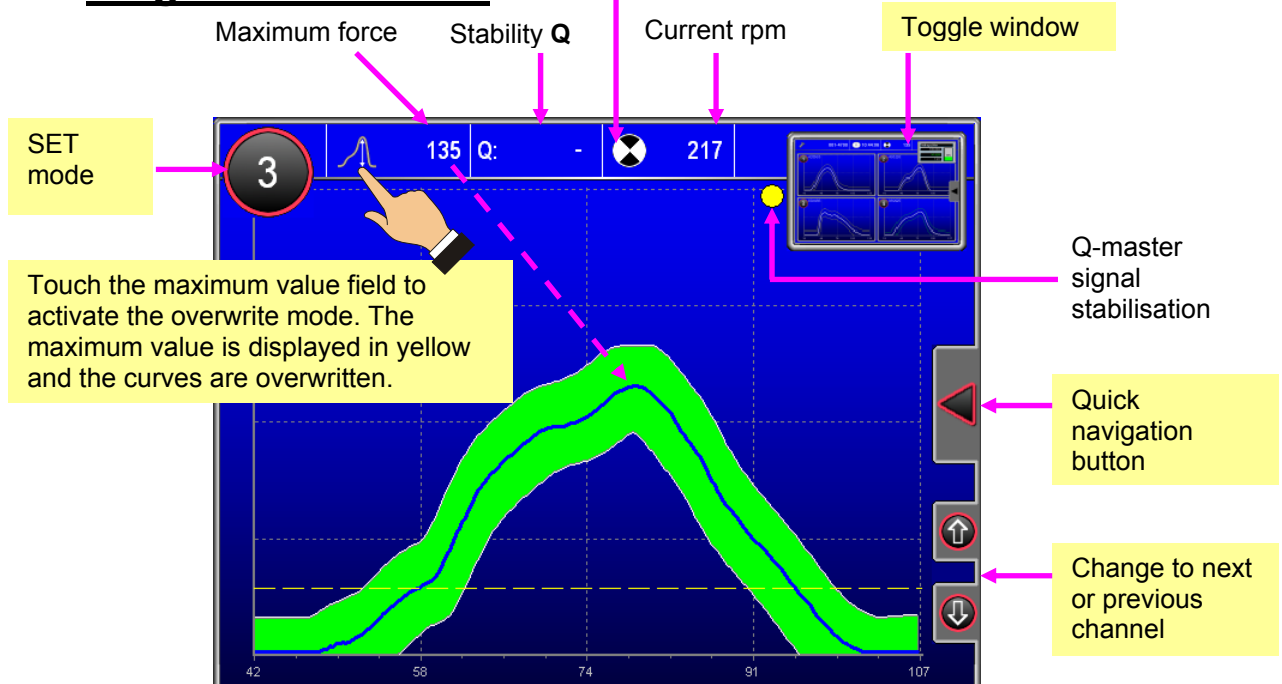 Maximum force
Stability Q
Current rpm
Toggle window
SET
mode
3
135
Q:
-
217
Touch the maximum value field to
activate the overwrite mode. The
maximum value is displayed in yellow
and the curves are overwritten.
Q-master
signal
stabilisation
Quick
navigation
button
Change to next
or previous
channel
42
58
74
91
107